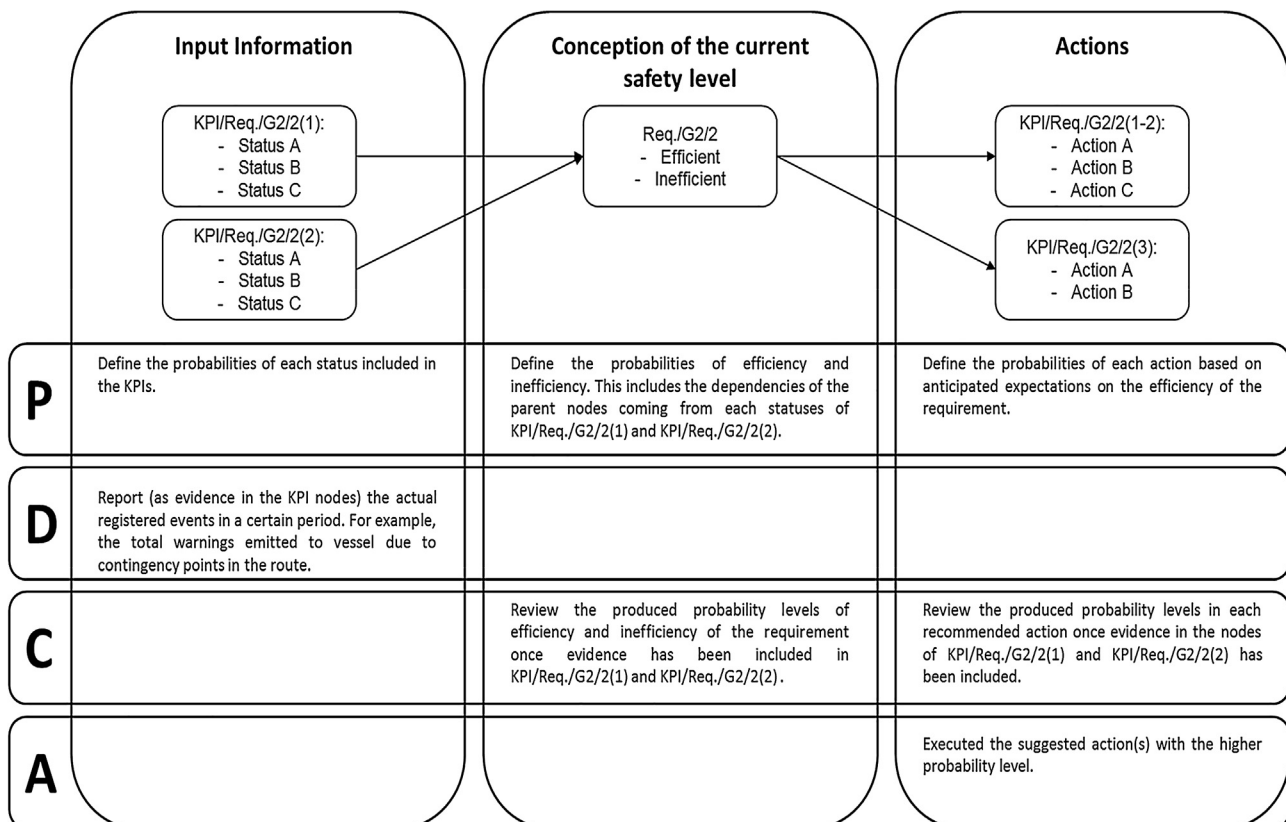 Input Information
Conception of the current
safety level
Actions
KPI/Req./G2/2(1):
- Status A
- Status B
- Status C
KPI/Req./G2/2(2):
- Status A
- Status B
- Status C
Req./G2/2
- Efficient
- Inefficient
KPI/Req./G2/2(1-2):
- Action A
- Action B
- Action C
KPI/Req./G2/2(3):
- Action A
- Action B
P
Define the probabilities of each status included in
the KPIs.
Define the probabilities of efficiency and
inefficiency. This includes the dependencies of the
parent nodes coming from each statuses of
KPI/Req./G2/2(1) and KPI/Req./G2/2(2).
Define the probabilities of each action based on
anticipated expectations on the efficiency of the
requirement.
D
Report (as evidence in the KPI nodes) the actual
registered events in a certain period. For example,
the total warnings emitted to vessel due to
contingency points in the route.
C
Review the produced probability levels of
efficiency and inefficiency of the requirement
once evidence has been included in
KPI/Req./G2/2(1) and KPI/Req./G2/2(2).
Review the produced probability levels in each
recommended action once evidence in the nodes
of KPI/Req./G2/2(1) and KPI/Req./G2/2(2) has
been included.
A
Executed the suggested action(s) with the higher
probability level.